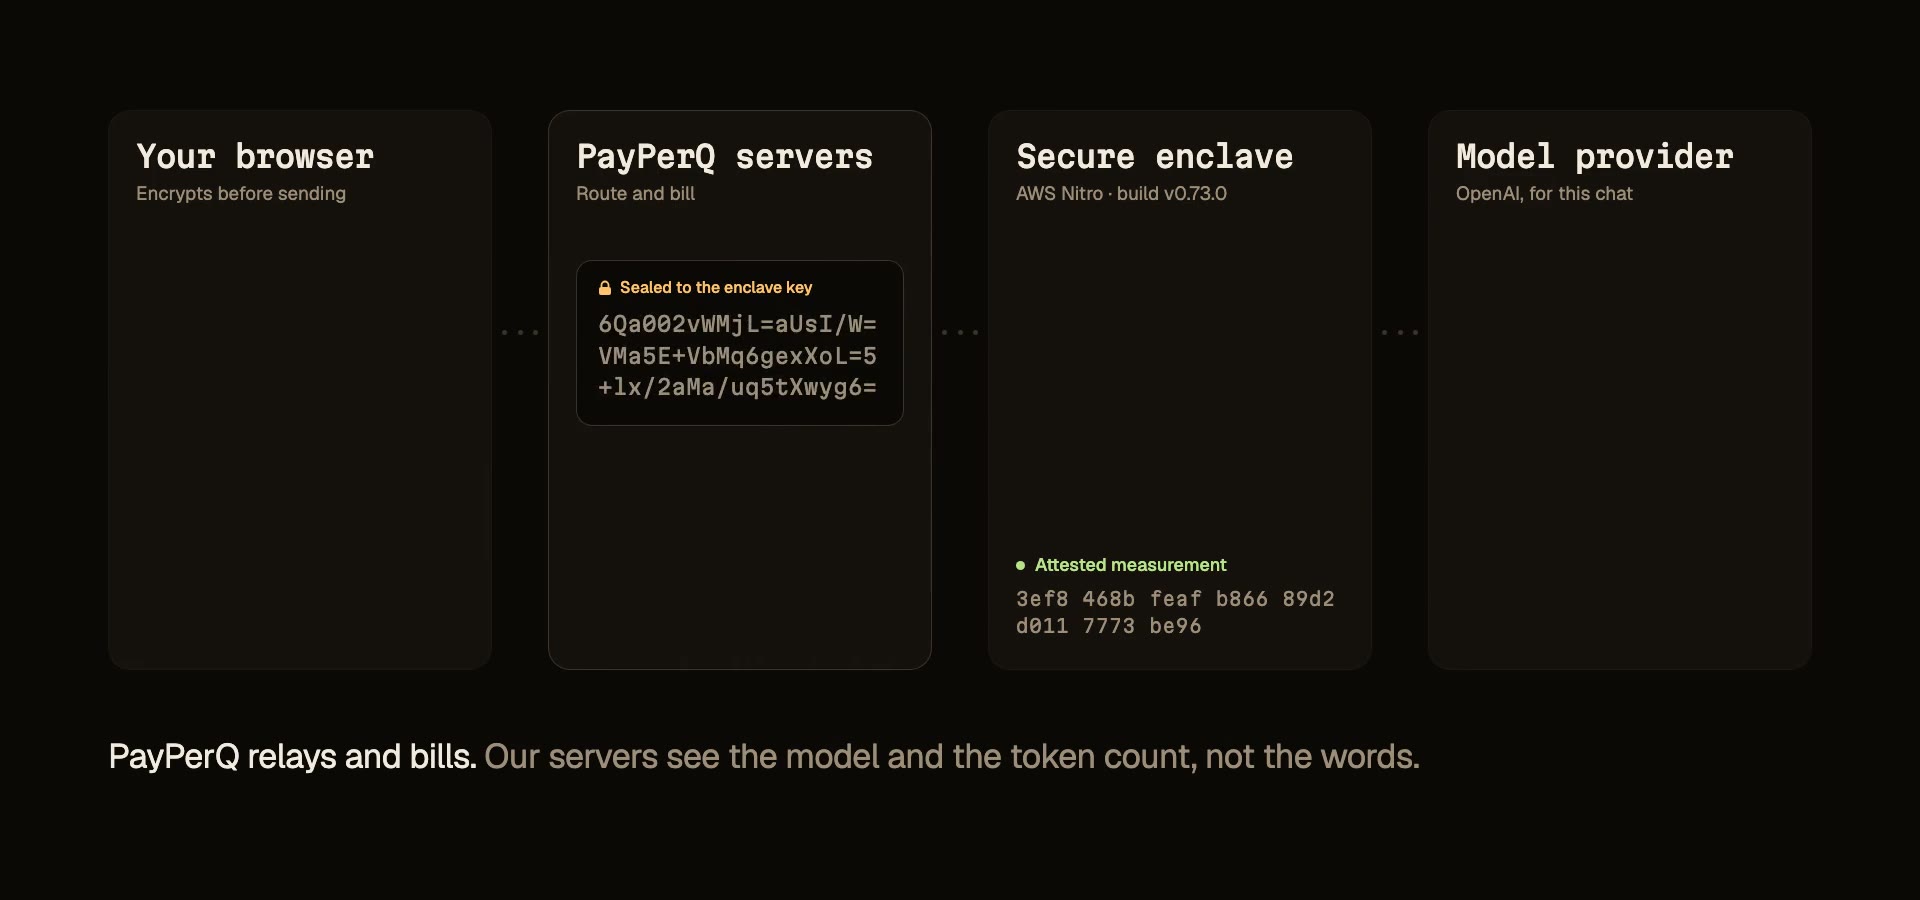 Your browser
Encrypts before sending
PayPerQ servers
Route and bill
Sealed to the enclave key
6Qa002vWMjL=aUsI/W=
VMa5E+VbMq6gexXoL=5
+lx/2aMa/uq5tXwyg6=
Secure enclave
AWS Nitro · build v0.73.0
Attested measurement
3ef8 468b feaf b866 89d2
d011 7773 be96
Model provider
OpenAI, for this chat
PayPerQ relays and bills. Our servers see the model and the token count, not the words.